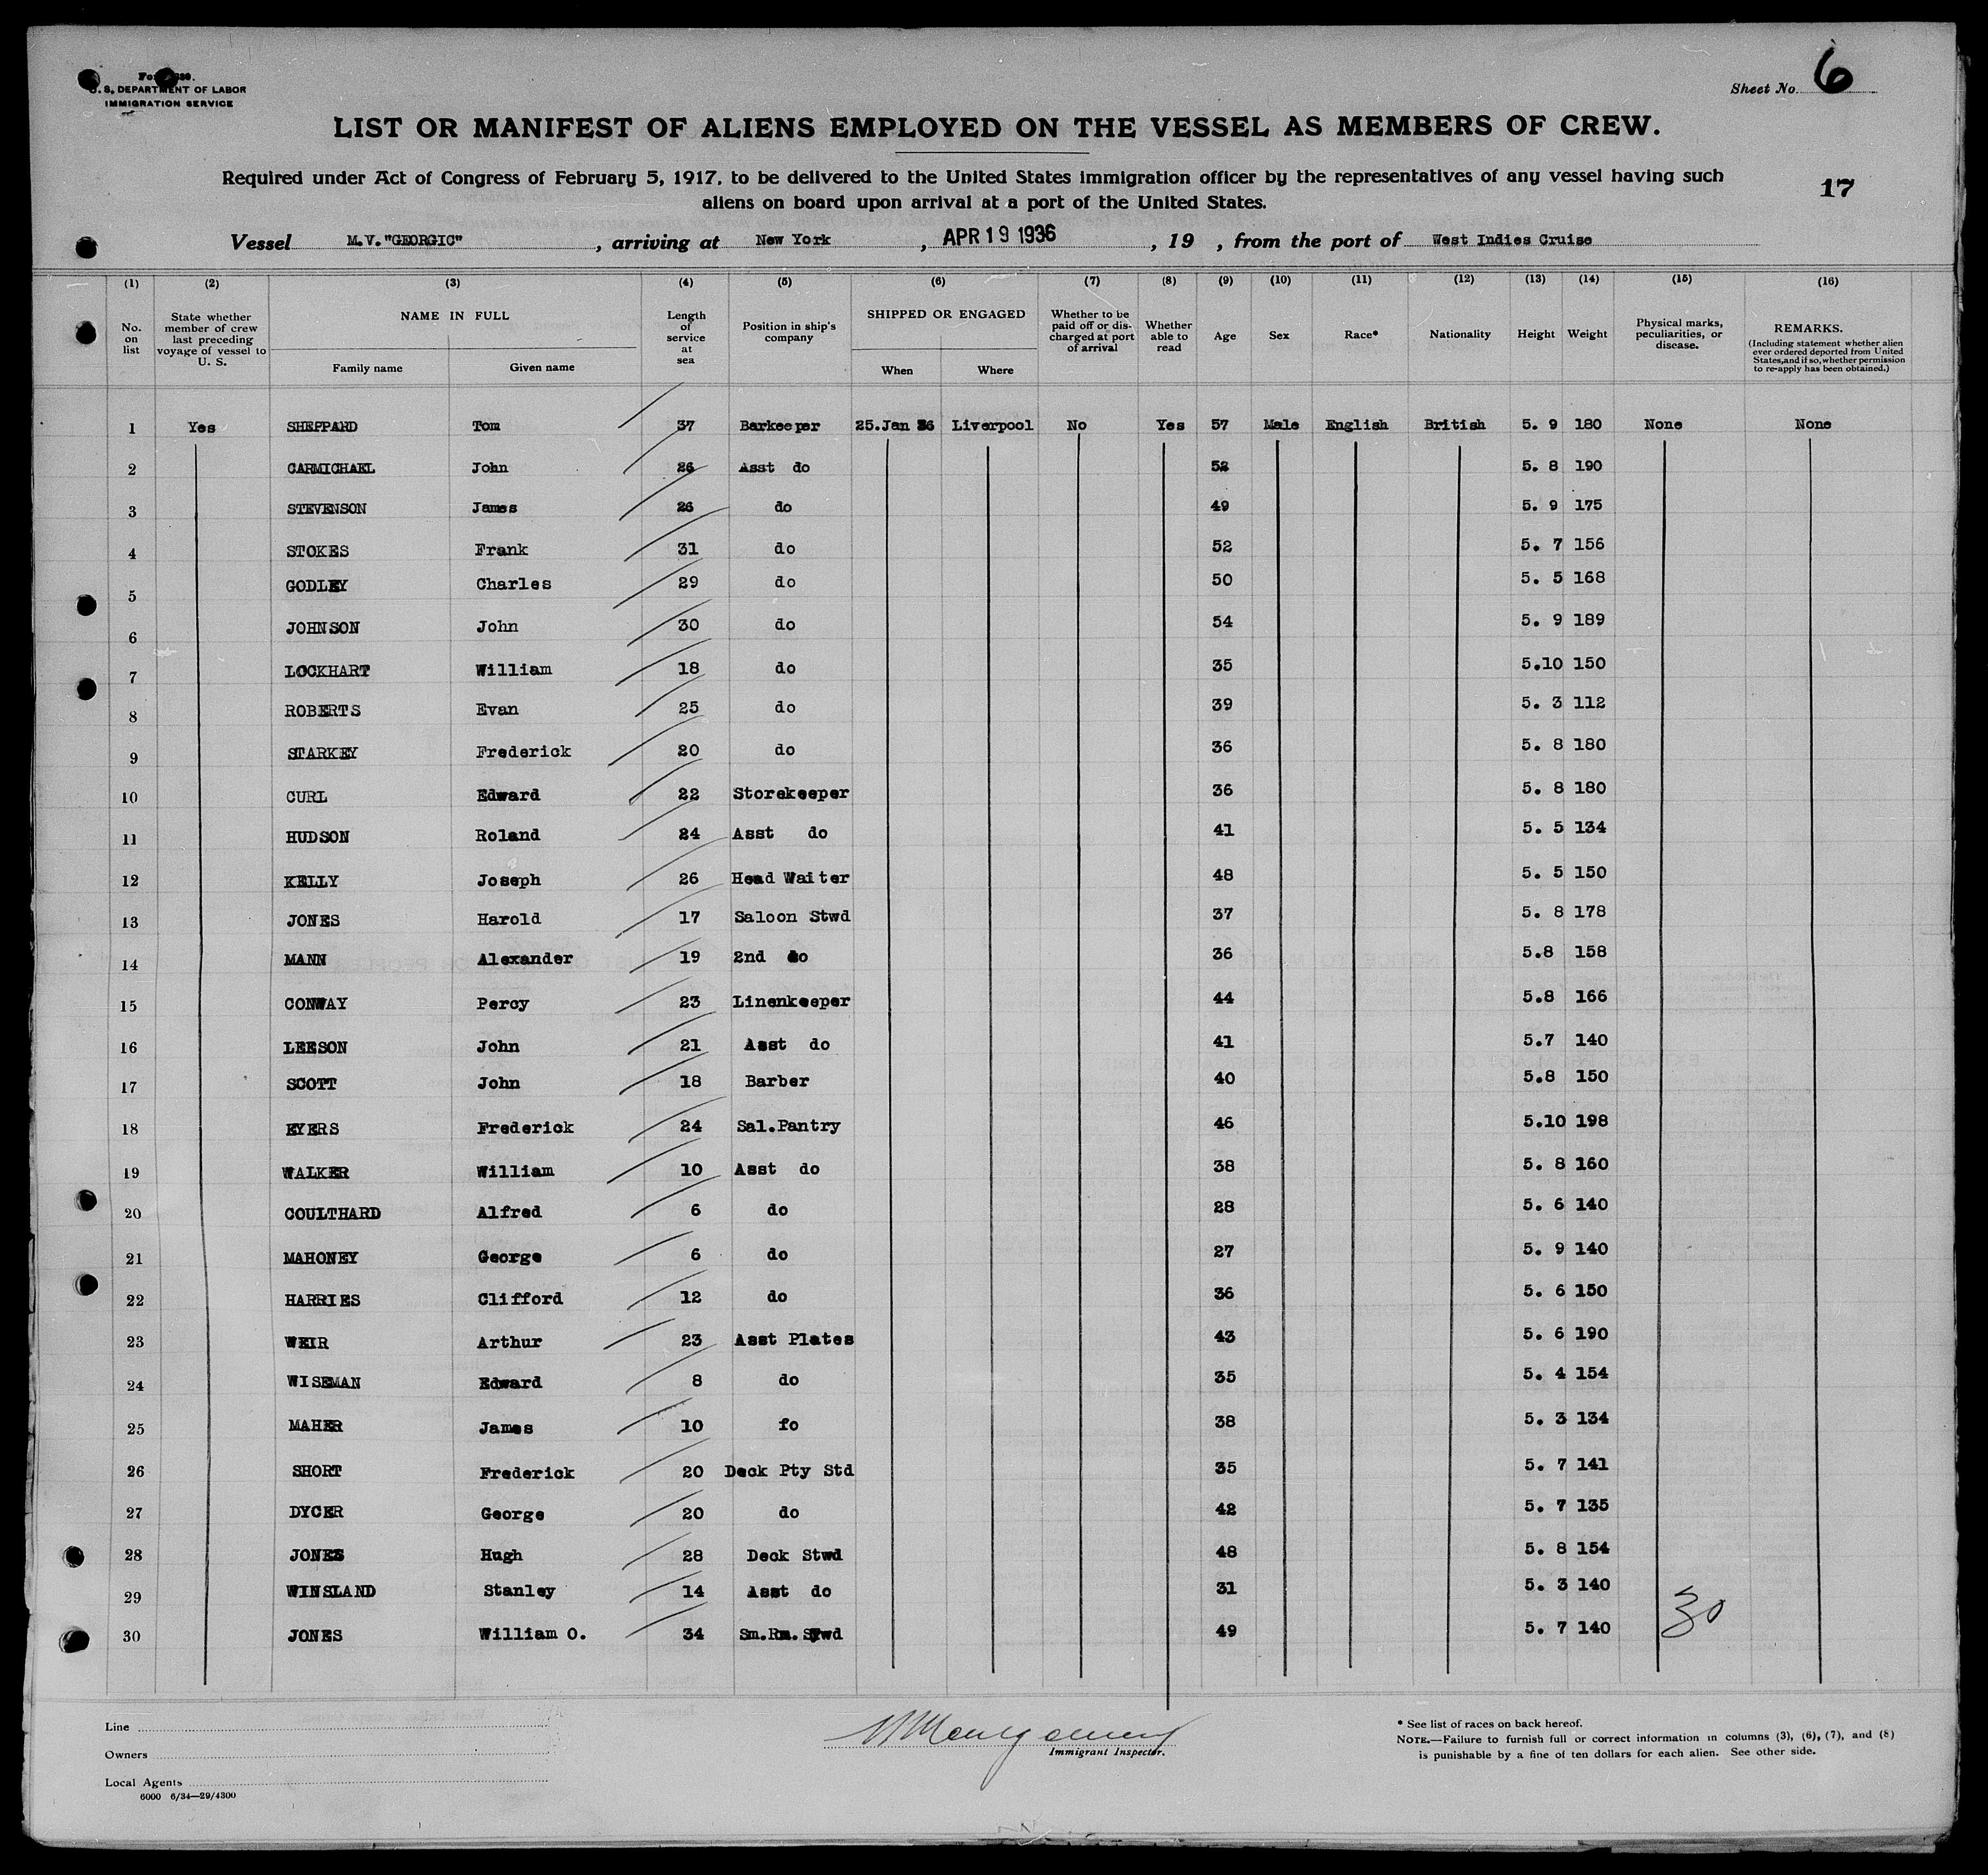 U. S. DEPARTMENT OF LABOR
IMMIGRATION SERVICE
Sheet No. 6
LIST OR MANIFEST OF ALIENS EMPLOYED ON THE VESSEL AS MEMBERS OF CREW.
Required under Act of Congress of February 5, 1917, to be delivered to the United States immigration officer by the representatives of any vessel having such
aliens on board upon arrival at a port of the United States.
17
Vessel M.V. "GEORGIC" , arriving at New York , APR 19 1936 , 19 , from the port of West Indies Cruise
(1) (2) (3) (4) (5) (6) (7) (8) (9) (10) (11) (12) (13) (14) (15) (16)
No. on list
State whether member of crew last preceding voyage of vessel to U. S.
NAME IN FULL
Family name Given name
Length of service at sea
Position in ship's company
SHIPPED OR ENGAGED
When Where
Whether to be paid off or discharged at port of arrival
Whether able to read
Age
Sex
Race*
Nationality
Height
Weight
Physical marks, peculiarities, or disease.
REMARKS.
(Including statement whether alien ever ordered deported from United States, and if so, whether permission to re-apply has been obtained.)
1 Yes SHEPPARD Tom 37 Barkeeper 25.Jan 36 Liverpool No Yes 57 Male English British 5. 9 180 None None
2 CARMICHAEL John 26 Asst do 52 5. 8 190
3 STEVENSON James 26 do 49 5. 9 175
4 STOKES Frank 31 do 52 5. 7 156
5 GODLEY Charles 29 do 50 5. 5 168
6 JOHNSON John 30 do 54 5. 9 189
7 LOCKHART William 18 do 35 5.10 150
8 ROBERTS Evan 25 do 39 5. 3 112
9 STARKEY Frederick 20 do 36 5. 8 180
10 CURL Edward 22 Storekeeper 36 5. 8 180
11 HUDSON Roland 24 Asst do 41 5. 5 134
12 KELLY Joseph 26 Head Waiter 48 5. 5 150
13 JONES Harold 17 Saloon Stwd 37 5. 8 178
14 MANN Alexander 19 2nd do 36 5.8 158
15 CONWAY Percy 23 Linenkeeper 44 5.8 166
16 LEESON John 21 Asst do 41 5.7 140
17 SCOTT John 18 Barber 40 5.8 150
18 EYERS Frederick 24 Sal.Pantry 46 5.10 198
19 WALKER William 10 Asst do 38 5. 8 160
20 COULTHARD Alfred 6 do 28 5. 6 140
21 MAHONEY George 6 do 27 5. 9 140
22 HARRIES Clifford 12 do 36 5. 6 150
23 WEIR Arthur 23 Asst Plates 43 5. 6 190
24 WISEMAN Edward 8 do 35 5. 4 154
25 MAHER James 10 fo 38 5. 3 134
26 SHORT Frederick 20 Deck Pty Std 35 5. 7 141
27 DYCER George 20 do 42 5. 7 135
28 JONES Hugh 28 Deck Stwd 48 5. 8 154
29 WINSLAND Stanley 14 Asst do 31 5. 3 140
30 JONES William O. 34 Sm.Rm. Stwd 49 5. 7 140
30
Line
Owners
Local Agents
6000 6/34—29/4300
Montgomery
Immigrant Inspector.
* See list of races on back hereof.
NOTE.—Failure to furnish full or correct information in columns (3), (6), (7), and (8)
is punishable by a fine of ten dollars for each alien. See other side.